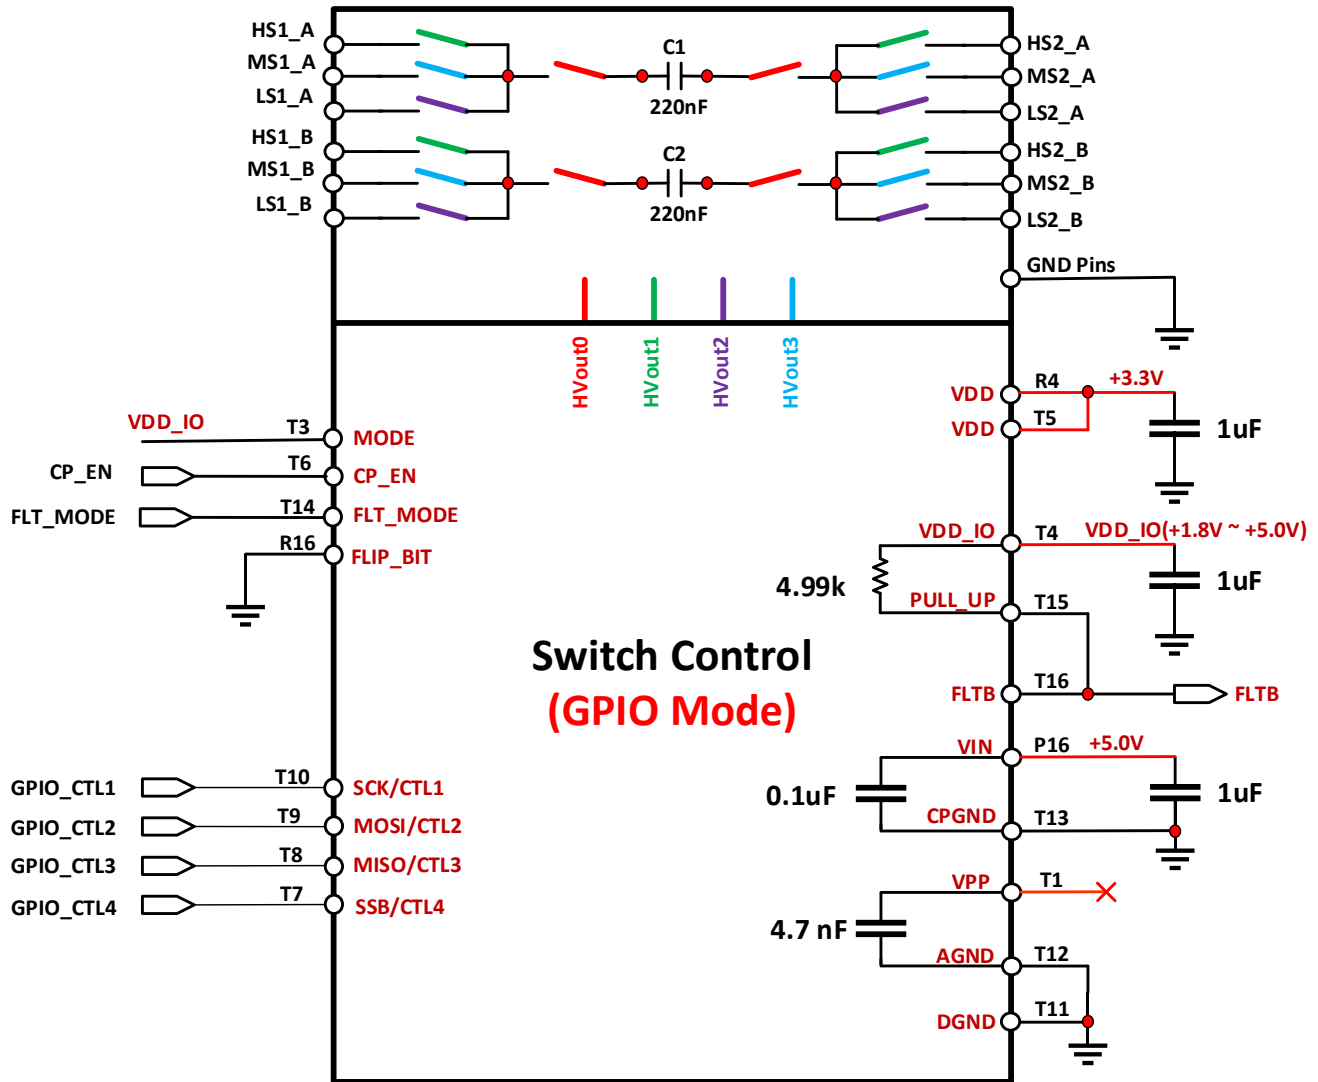 HS1_A
MS1_A
LS1_A
HS1_B
MS1_B
LS1_B
C1
220nF
C2
220nF
HS2_A
MS2_A
LS2_A
HS2_B
MS2_B
LS2_B
GND Pins
HVout0
HVout1
HVout2
HVout3
VDD_IO
T3
MODE
CP_EN
T6
CP_EN
FLT_MODE
T14
FLT_MODE
R16
FLIP_BIT
VDD
R4
+3.3V
VDD
T5
1uF
VDD_IO
T4
VDD_IO(+1.8V ~ +5.0V)
4.99k
1uF
PULL_UP
T15
Switch Control
(GPIO Mode)
FLTB
T16
FLTB
VIN
P16
+5.0V
0.1uF
1uF
CPGND
T13
GPIO_CTL1
T10
SCK/CTL1
GPIO_CTL2
T9
MOSI/CTL2
GPIO_CTL3
T8
MISO/CTL3
GPIO_CTL4
T7
SSB/CTL4
VPP
T1
4.7 nF
AGND
T12
DGND
T11